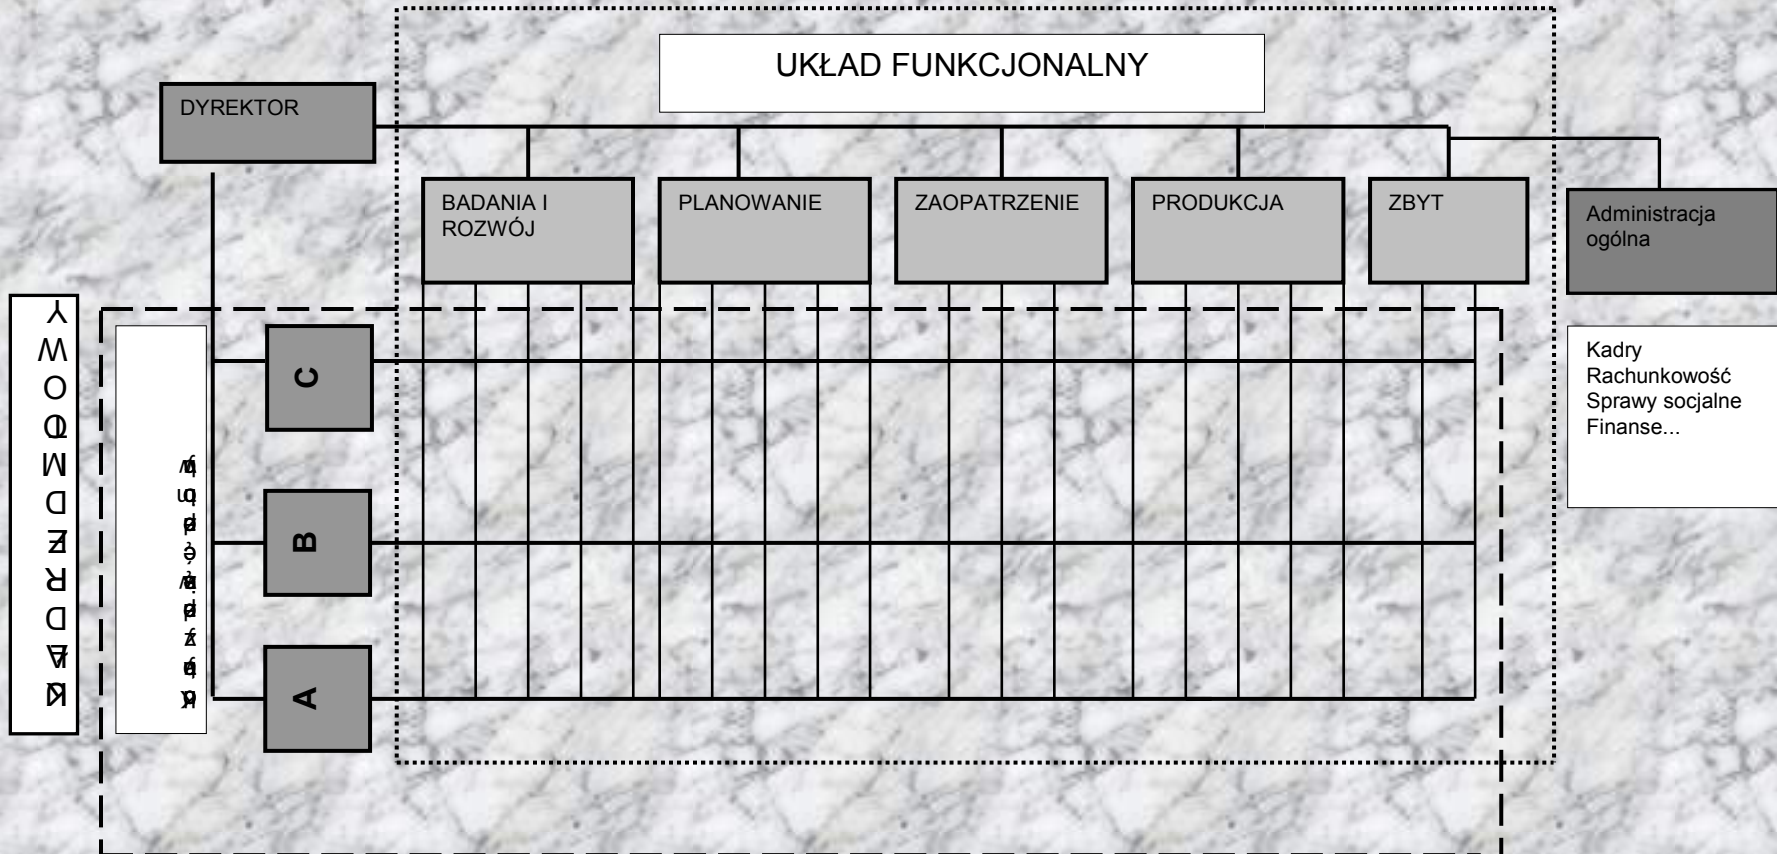 UKŁAD FUNKCJONALNY
DYREKTOR
BADANIA I
ROZWÓJ
PLANOWANIE
ZAOPATRZENIE
PRODUKCJA
ZBYT
Administracja
ogólna
Kadry
Rachunkowość
Sprawy socjalne
Finanse...
C
B
A